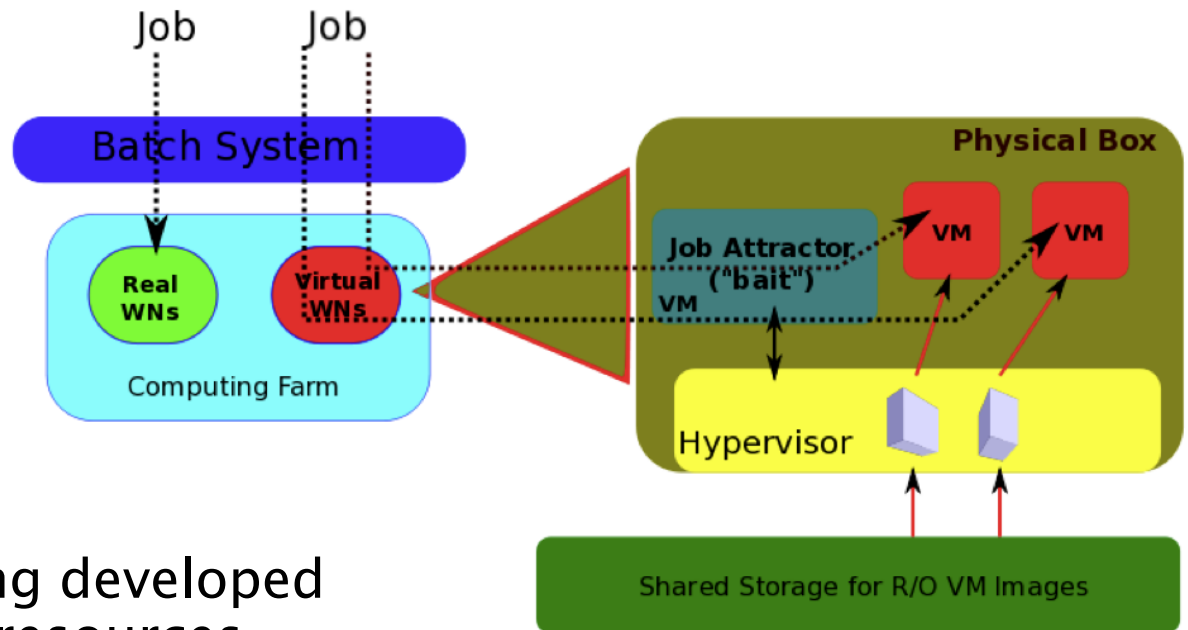 Job
Job
Batch System
Real
WNs
Virtual
WNs
Computing Farm
Physical Box
Job Attractor
("bait")
VM
VM
VM
Hypervisor
Shared Storage for R/O VM Images
developed
resources